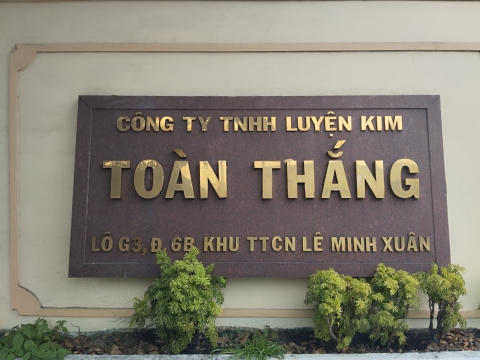 CÔNG TY TNHH LUYỆN KIM
TOÀN THẮNG
LÔ G3, Đ. 6B, KHU TTCN LÊ MINH XUÂN